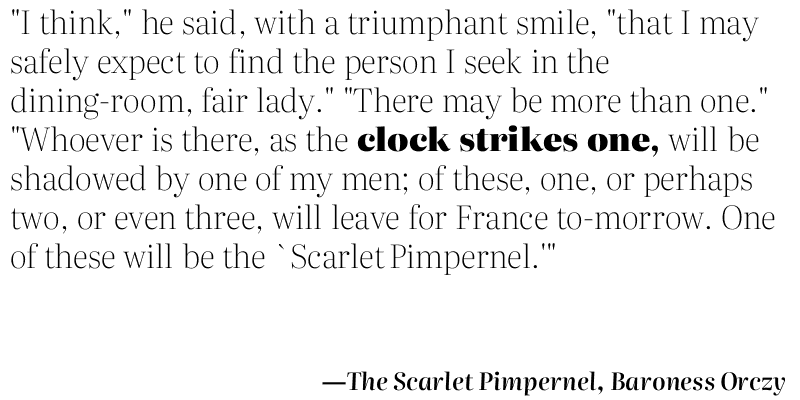 "I think," he said, with a triumphant smile, "that I may
safely expect to find the person I seek in the
dining-room, fair lady." "There may be more than one."
"Whoever is there, as the clock strikes one, will be
shadowed by one of my men; of these, one, or perhaps
two, or even three, will leave for France to-morrow. One
of these will be the `Scarlet Pimpernel.'"
—The Scarlet Pimpernel, Baroness Orczy